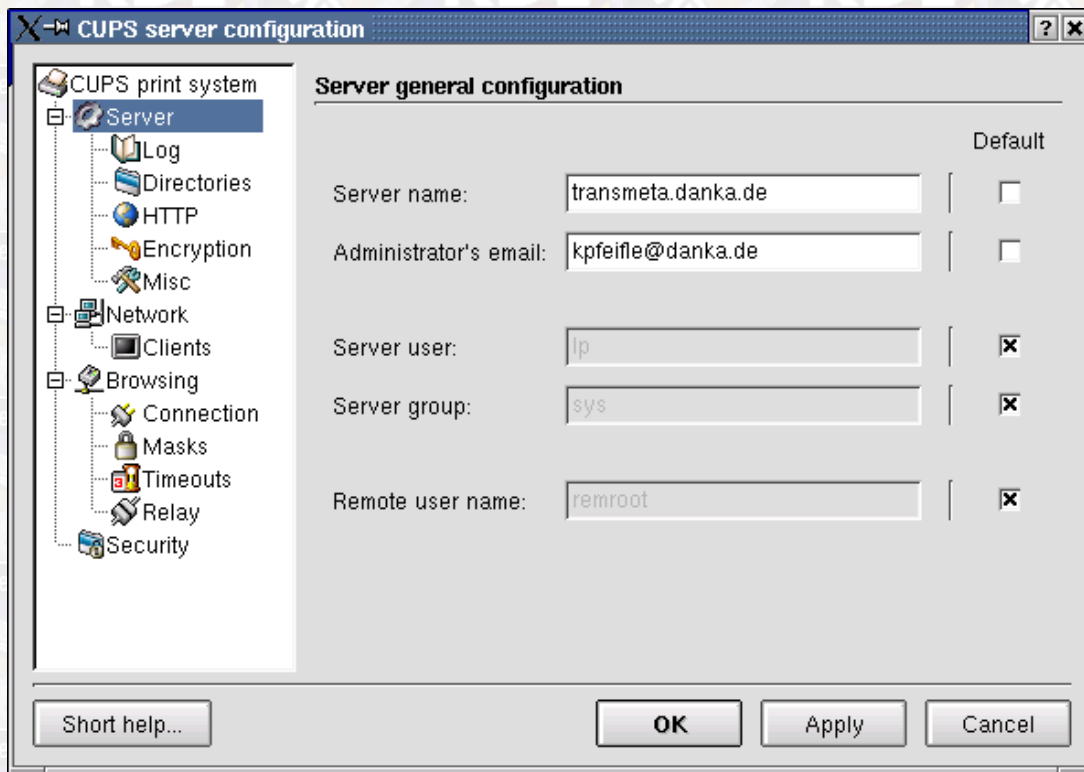 CUPS server configuration
CUPS print system
Server
Log
Directories
HTTP
Encryption
Misc
Network
Clients
Browsing
Connection
Masks
Timeouts
Relay
Security
Server general configuration
Default
Server name: transmeta.danka.de
Administrator's email: kpfeifle@danka.de
Server user: lp
Server group: sys
Remote user name: remroot
Short help...
OK
Apply
Cancel